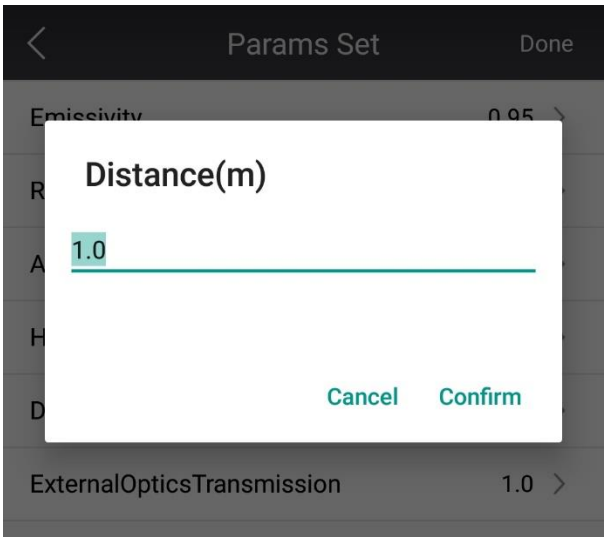 Params Set Done
Emissivity 0.95
Distance(m)
R
1.0
A
H
Cancel Confirm
D
ExternalOpticsTransmission 1.0